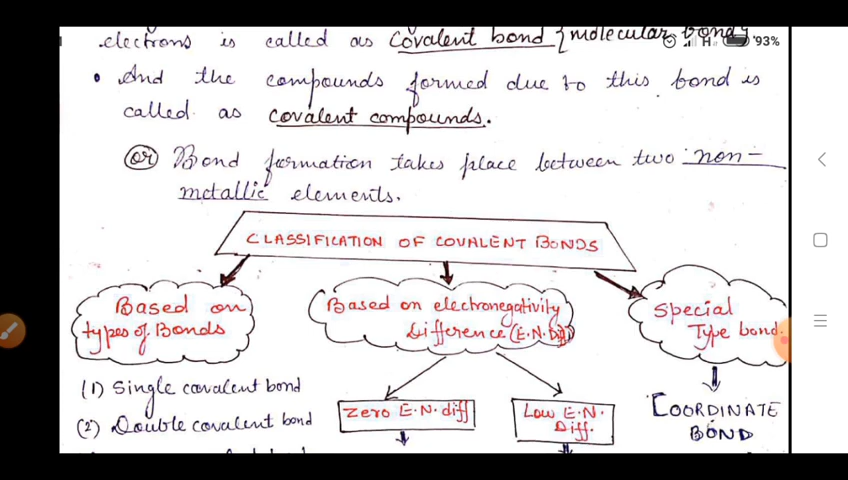 electrons is called as covalent bond {molecular bond}
H 93%
• And the compounds formed due to this bond is
called as covalent compounds.
(or) Bond formation takes place between two non-
metallic elements.
CLASSIFICATION OF COVALENT BONDS
Based on
types of Bonds
Based on electronegativity
Difference (E.N.Diff)
Special
Type bond.
(1) Single covalent bond
(2) Double covalent bond
Zero E.N. diff
Low E.N.
Diff.
COORDINATE
BOND